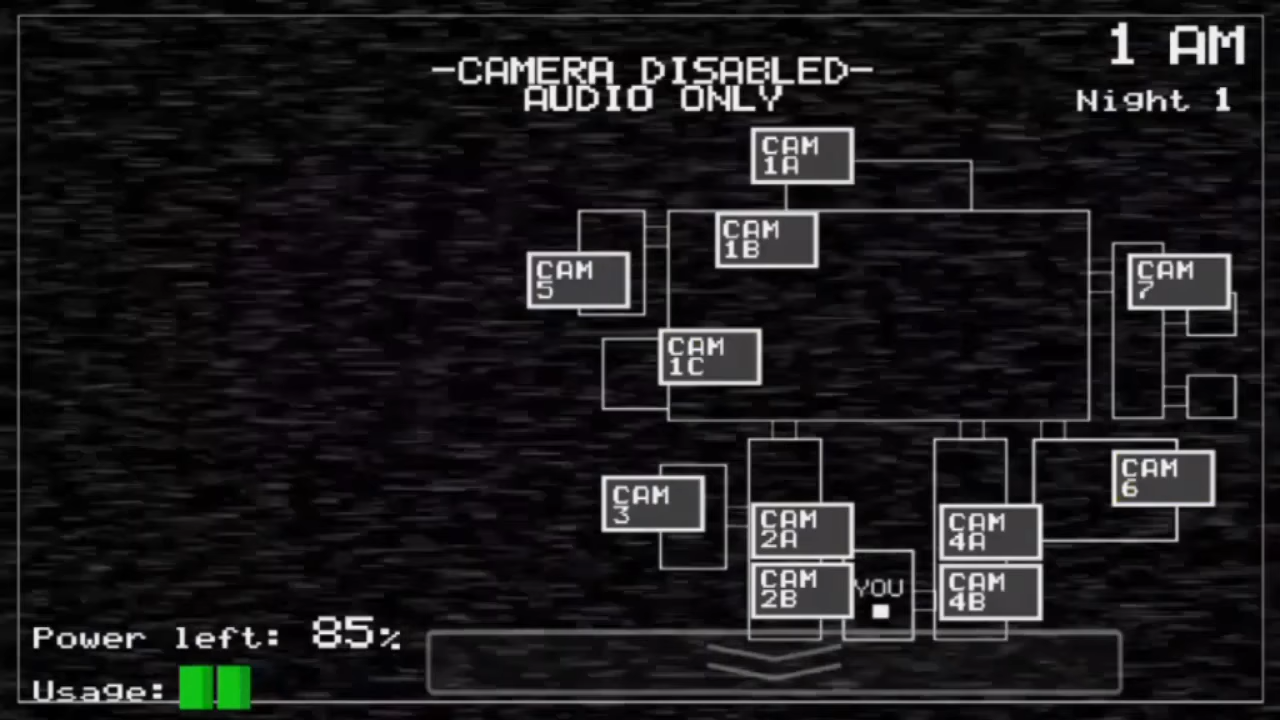 1 AM
-CAMERA DISABLED-
AUDIO ONLY
Night 1
CAM
1A
CAM
1B
CAM
5
CAM
7
CAM
1C
CAM
6
CAM
3
CAM
2A
CAM
4A
CAM
2B
YOU
CAM
4B
Power left: 85%
Usage: